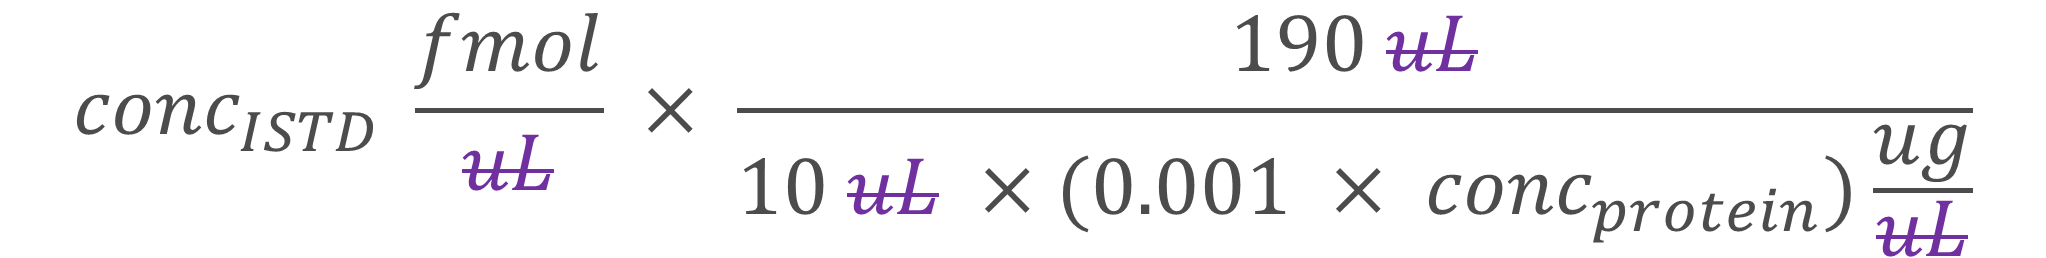 conc_ISTD fmol/uL × 190 uL / 10 uL × (0.001 × conc_protein) ug/uL